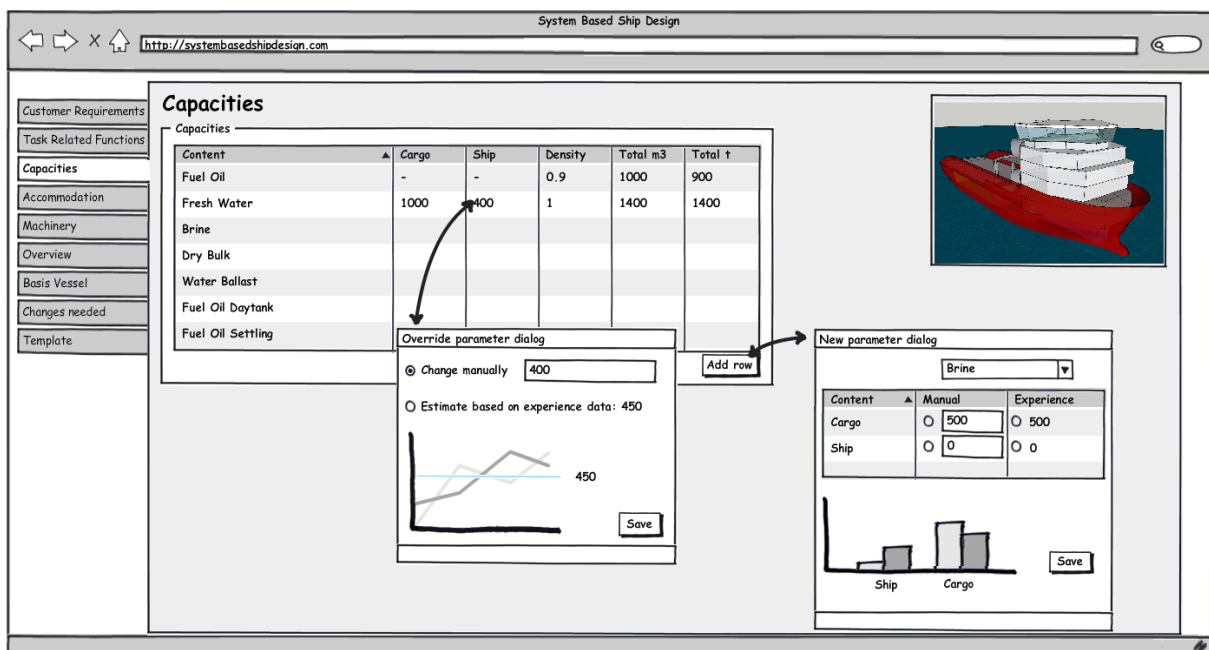 System Based Ship Design
X
http://systembasedshipdesign.com
Customer Requirements
Task Related Functions
Capacities
Accommodation
Machinery
Overview
Basis Vessel
Changes needed
Template
Capacities
Capacities
Content Cargo Ship Density Total m3 Total t
Fuel Oil - - 0.9 1000 900
Fresh Water 1000 400 1 1400 1400
Brine
Dry Bulk
Water Ballast
Fuel Oil Daytank
Fuel Oil Settling
Add row
Override parameter dialog
Change manually 400
Estimate based on experience data: 450
450
Save
New parameter dialog
Brine
Content Manual Experience
Cargo 500 500
Ship 0 0
Ship Cargo
Save